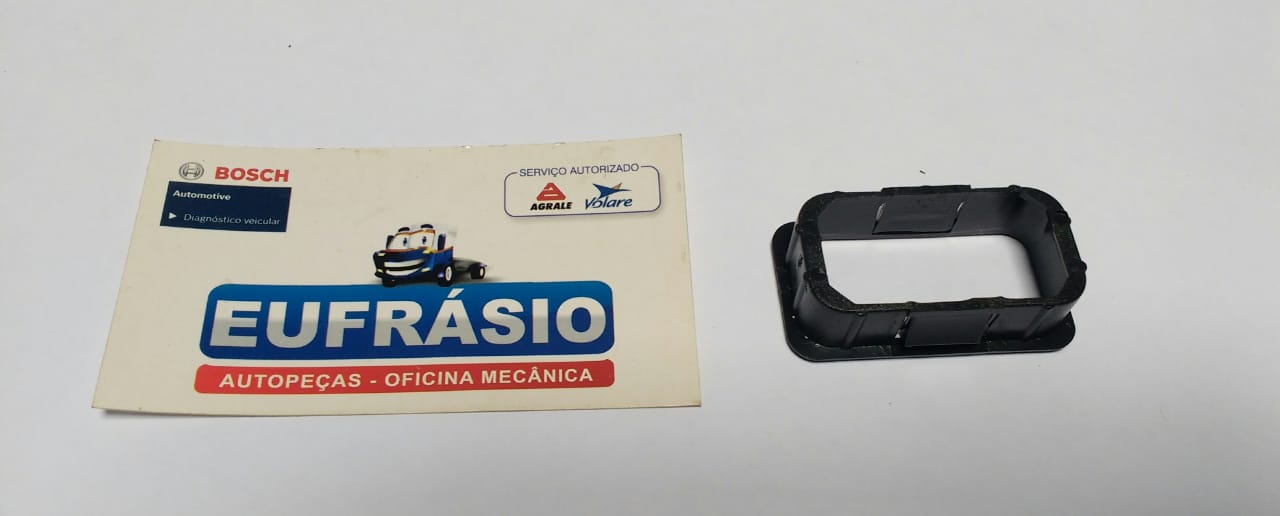 BOSCH
Automotive
Diagnóstico veicular
SERVIÇO AUTORIZADO
AGRALE Volare
EUFRÁSIO
AUTOPEÇAS - OFICINA MECÂNICA